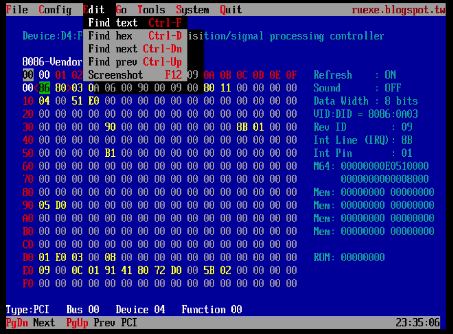 File Config Edit Go Tools System Quit ruexe.blogspot.tw
Find text Ctrl-F
Device:D4:F isition/signal processing controller
Find hex Ctrl-D
Find next Ctrl-Dn
8086-Vendor Find prev Ctrl-Up
Screenshot F12
00 00 01 02 09 0A 0B 0C 0D 0E 0F Refresh : ON
00 86 80 03 0A 06 00 90 00 09 00 80 11 00 00 00 00 Sound : OFF
10 04 00 51 E0 00 00 00 00 00 00 00 00 00 00 00 00 Data Width : 8 bits
20 00 00 00 00 00 00 00 00 00 00 00 00 00 00 00 00 VID:DID = 8086:0A03
30 00 00 00 00 90 00 00 00 00 00 00 00 8B 01 00 00 Rev ID : 09
40 00 00 00 00 00 00 00 00 00 00 00 00 00 00 00 00 Int Line (IRQ): 8B
50 00 00 00 00 B1 00 00 00 00 00 00 00 00 00 00 00 Int Pin : 01
60 00 00 00 00 00 00 00 00 00 00 00 00 00 00 00 00 M64: 00000000E0510000
70 00 00 00 00 00 00 00 00 00 00 00 00 00 00 00 00 0000000000008000
80 00 00 00 00 00 00 00 00 00 00 00 00 00 00 00 00 Mem: 00000000 00000000
90 05 D0 00 00 00 00 00 00 00 00 00 00 00 00 00 00 Mem: 00000000 00000000
A0 00 00 00 00 00 00 00 00 00 00 00 00 00 00 00 00 Mem: 00000000 00000000
B0 00 00 00 00 00 00 00 00 00 00 00 00 00 00 00 00 Mem: 00000000 00000000
C0 00 00 00 00 00 00 00 00 00 00 00 00 00 00 00 00
D0 01 E0 03 00 08 00 00 00 00 00 00 00 00 00 00 00 ROM: 00000000
E0 09 00 0C 01 91 41 80 72 D0 00 5B 02 00 00 00 00
F0 00 00 00 00 00 00 00 00 00 00 00 00 00 00 00 00
Type:PCI Bus 00 Device 04 Function 00
PgDn Next PgUp Prev PCI 23:35:06